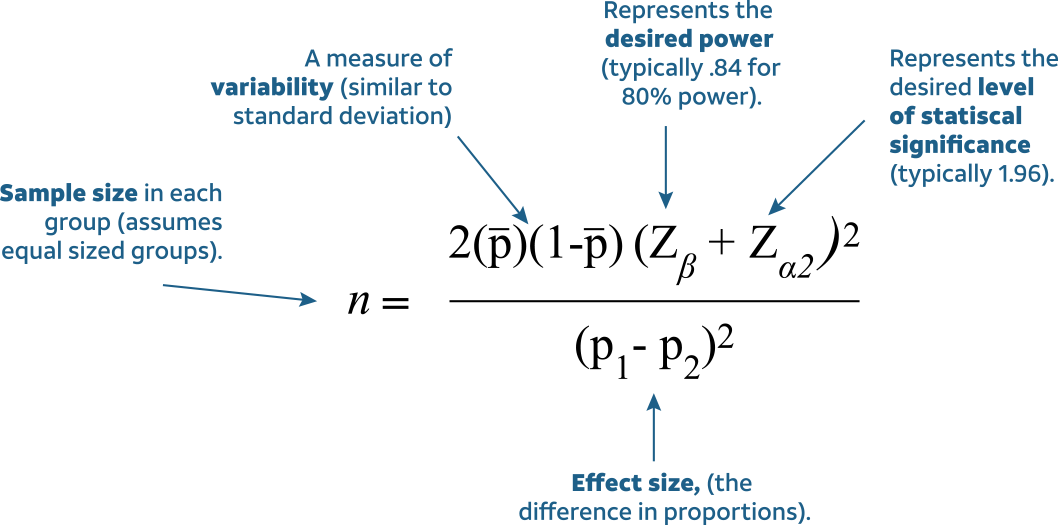 Represents the
desired power
(typically .84 for
80% power).
A measure of
variability (similar to
standard deviation)
Represents the
desired level
of statiscal
significance
(typically 1.96).
Sample size in each
group (assumes
equal sized groups).
n = 2(p̅)(1-p̅) (Zβ + Zα2)²
(p₁- p₂)²
Effect size, (the
difference in proportions).